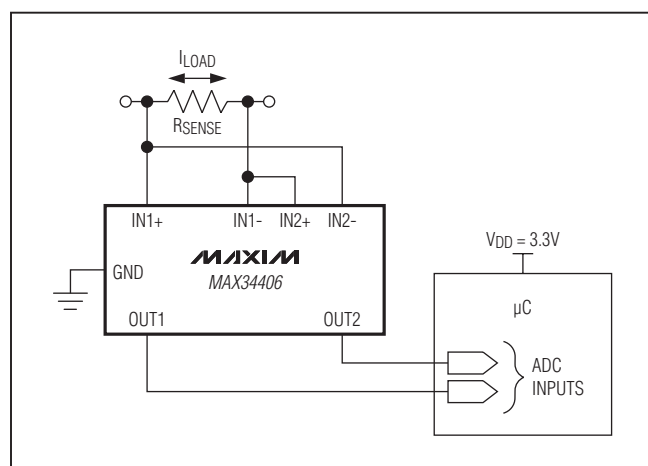 ILOAD
RSENSE
IN1+ IN1- IN2+ IN2-
VDD = 3.3V
MAXIM
GND
MAX34406
µC
OUT1 OUT2
ADC
INPUTS